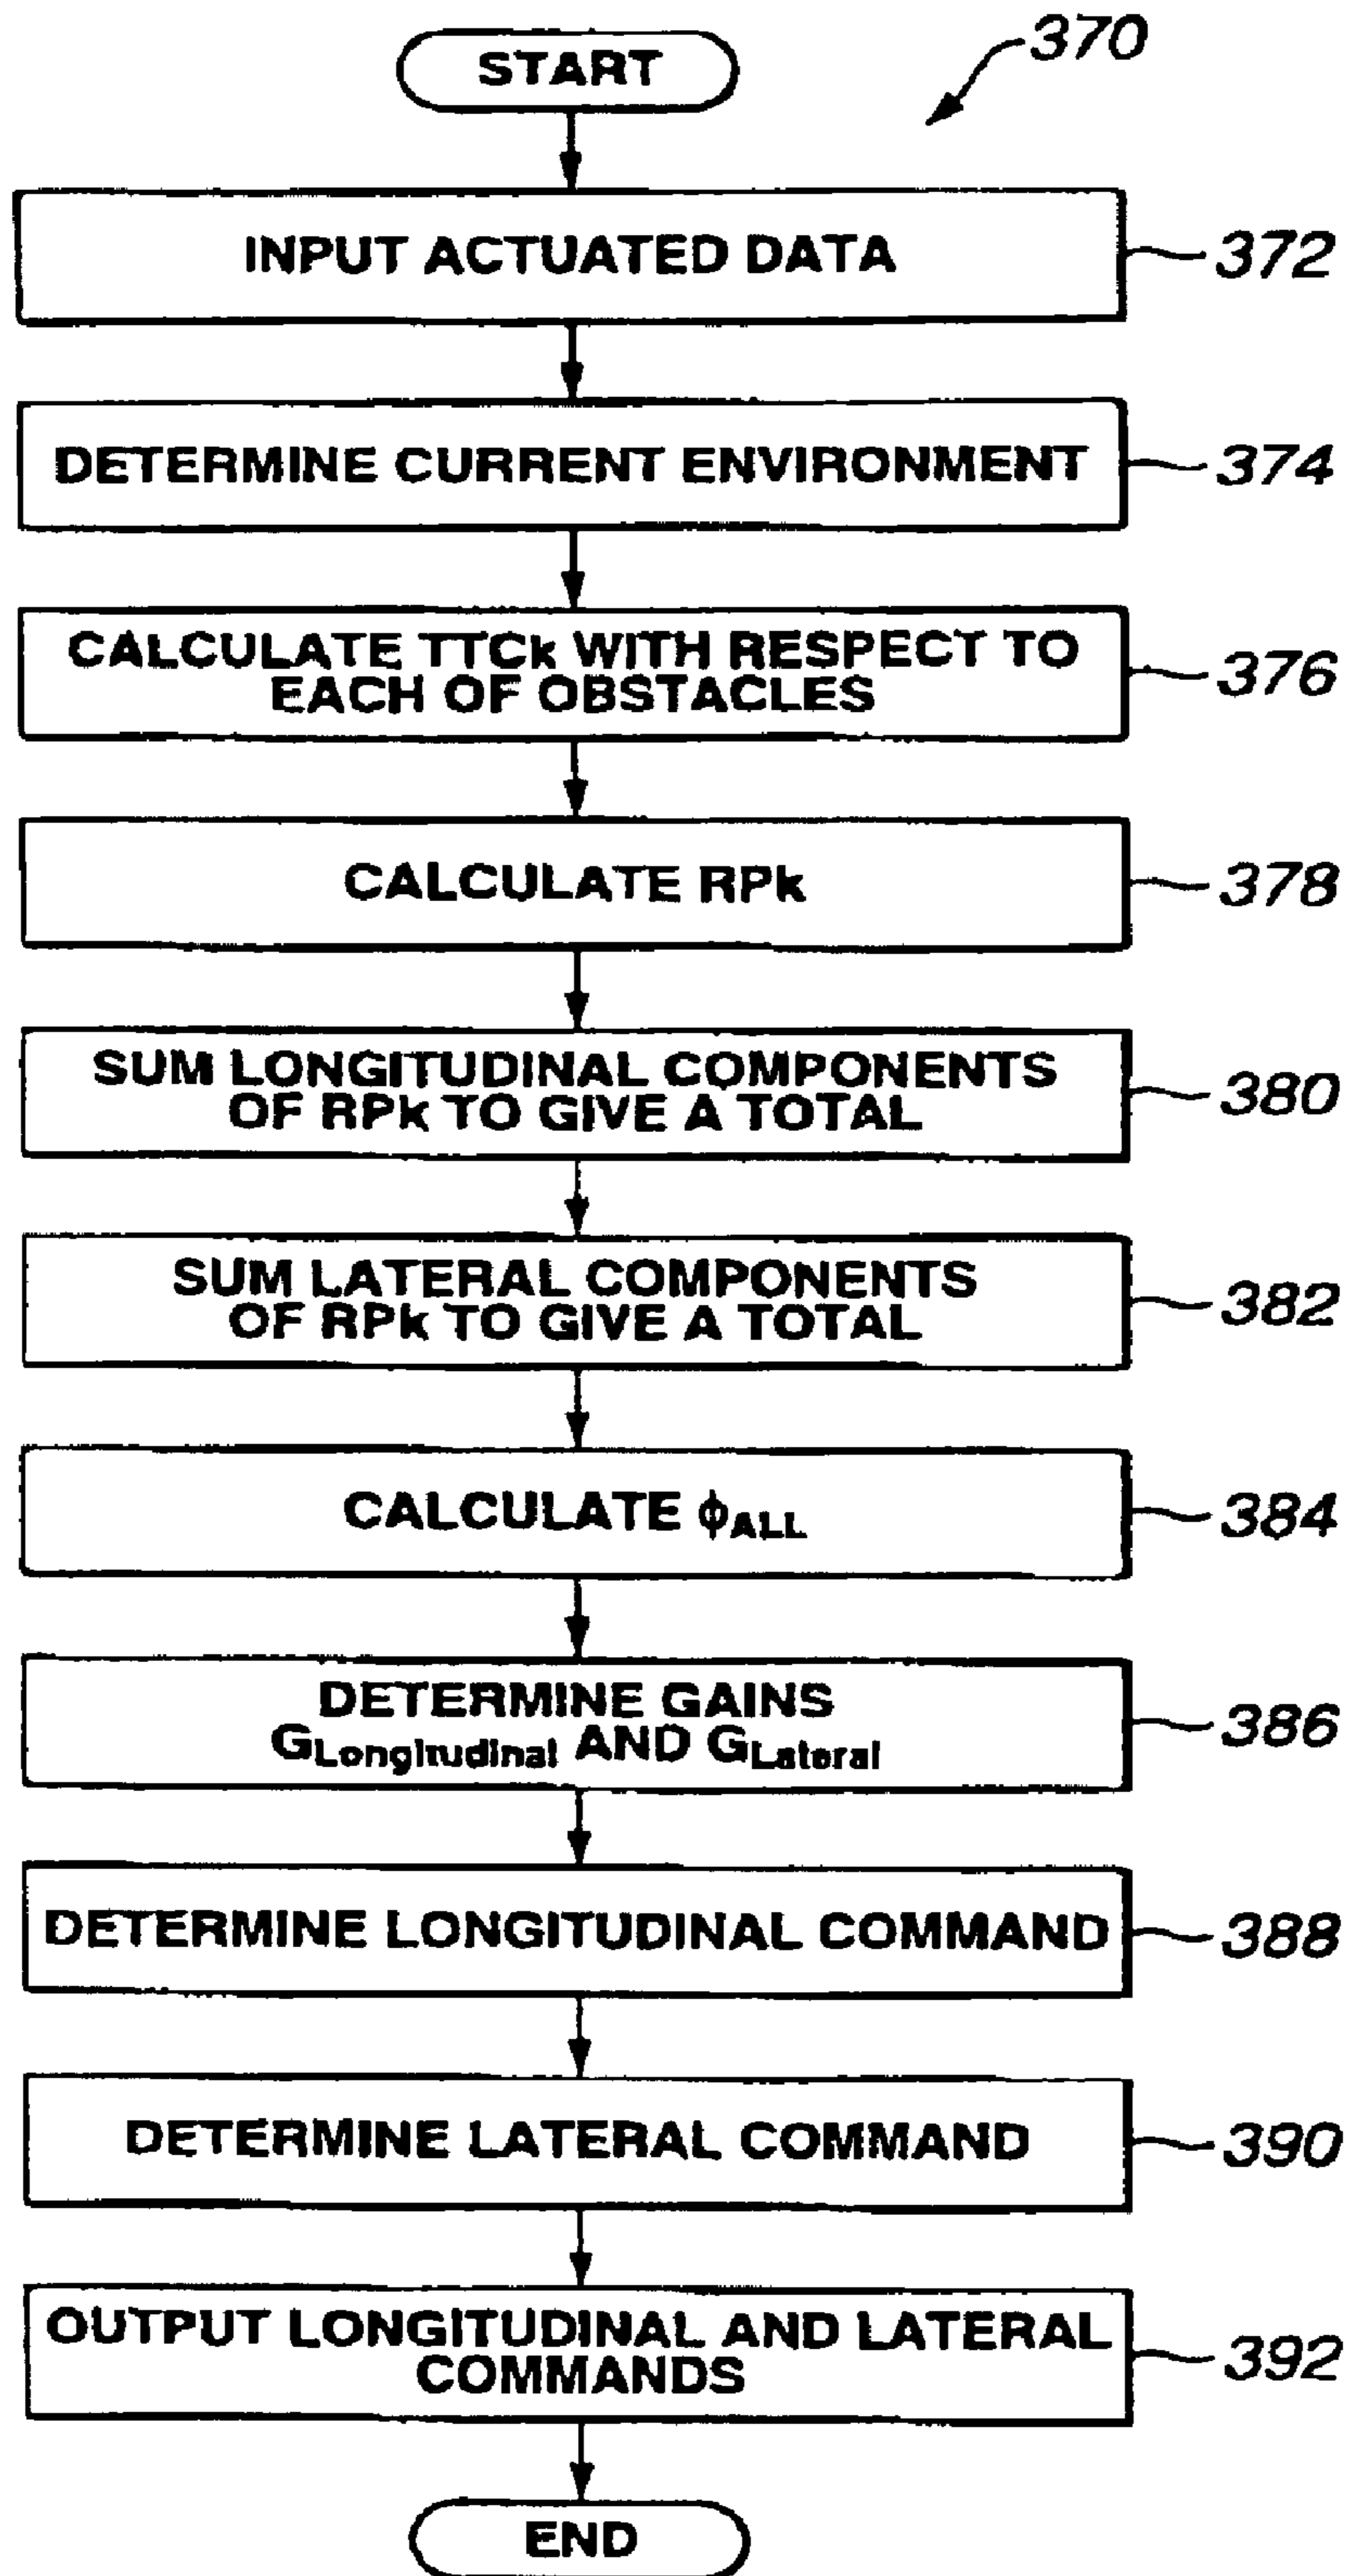 START
370
INPUT ACTUATED DATA
372
DETERMINE CURRENT ENVIRONMENT
374
CALCULATE TTCk WITH RESPECT TO
EACH OF OBSTACLES
376
CALCULATE RPk
378
SUM LONGITUDINAL COMPONENTS
OF RPk TO GIVE A TOTAL
380
SUM LATERAL COMPONENTS
OF RPk TO GIVE A TOTAL
382
CALCULATE ϕALL
384
DETERMINE GAINS
GLongitudinal AND GLateral
386
DETERMINE LONGITUDINAL COMMAND
388
DETERMINE LATERAL COMMAND
390
OUTPUT LONGITUDINAL AND LATERAL
COMMANDS
392
END